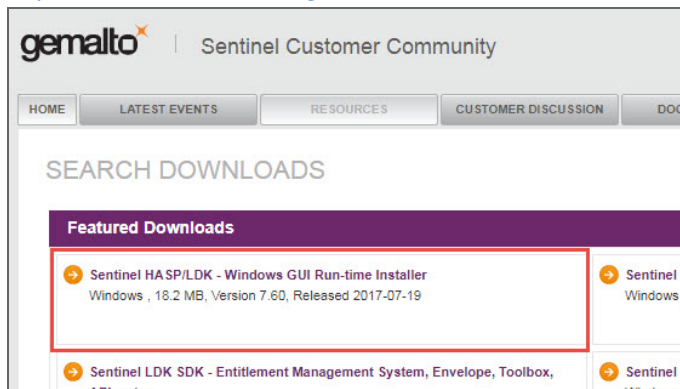 gemalto Sentinel Customer Community
HOME LATEST EVENTS RESOURCES CUSTOMER DISCUSSION
SEARCH DOWNLOADS
Featured Downloads
Sentinel HASP/LDK - Windows GUI Run-time Installer
Windows , 18.2 MB, Version 7.60, Released 2017-07-19
Sentinel
Windows
Sentinel LDK SDK - Entitlement Management System, Envelope, Toolbox,
Sentinel